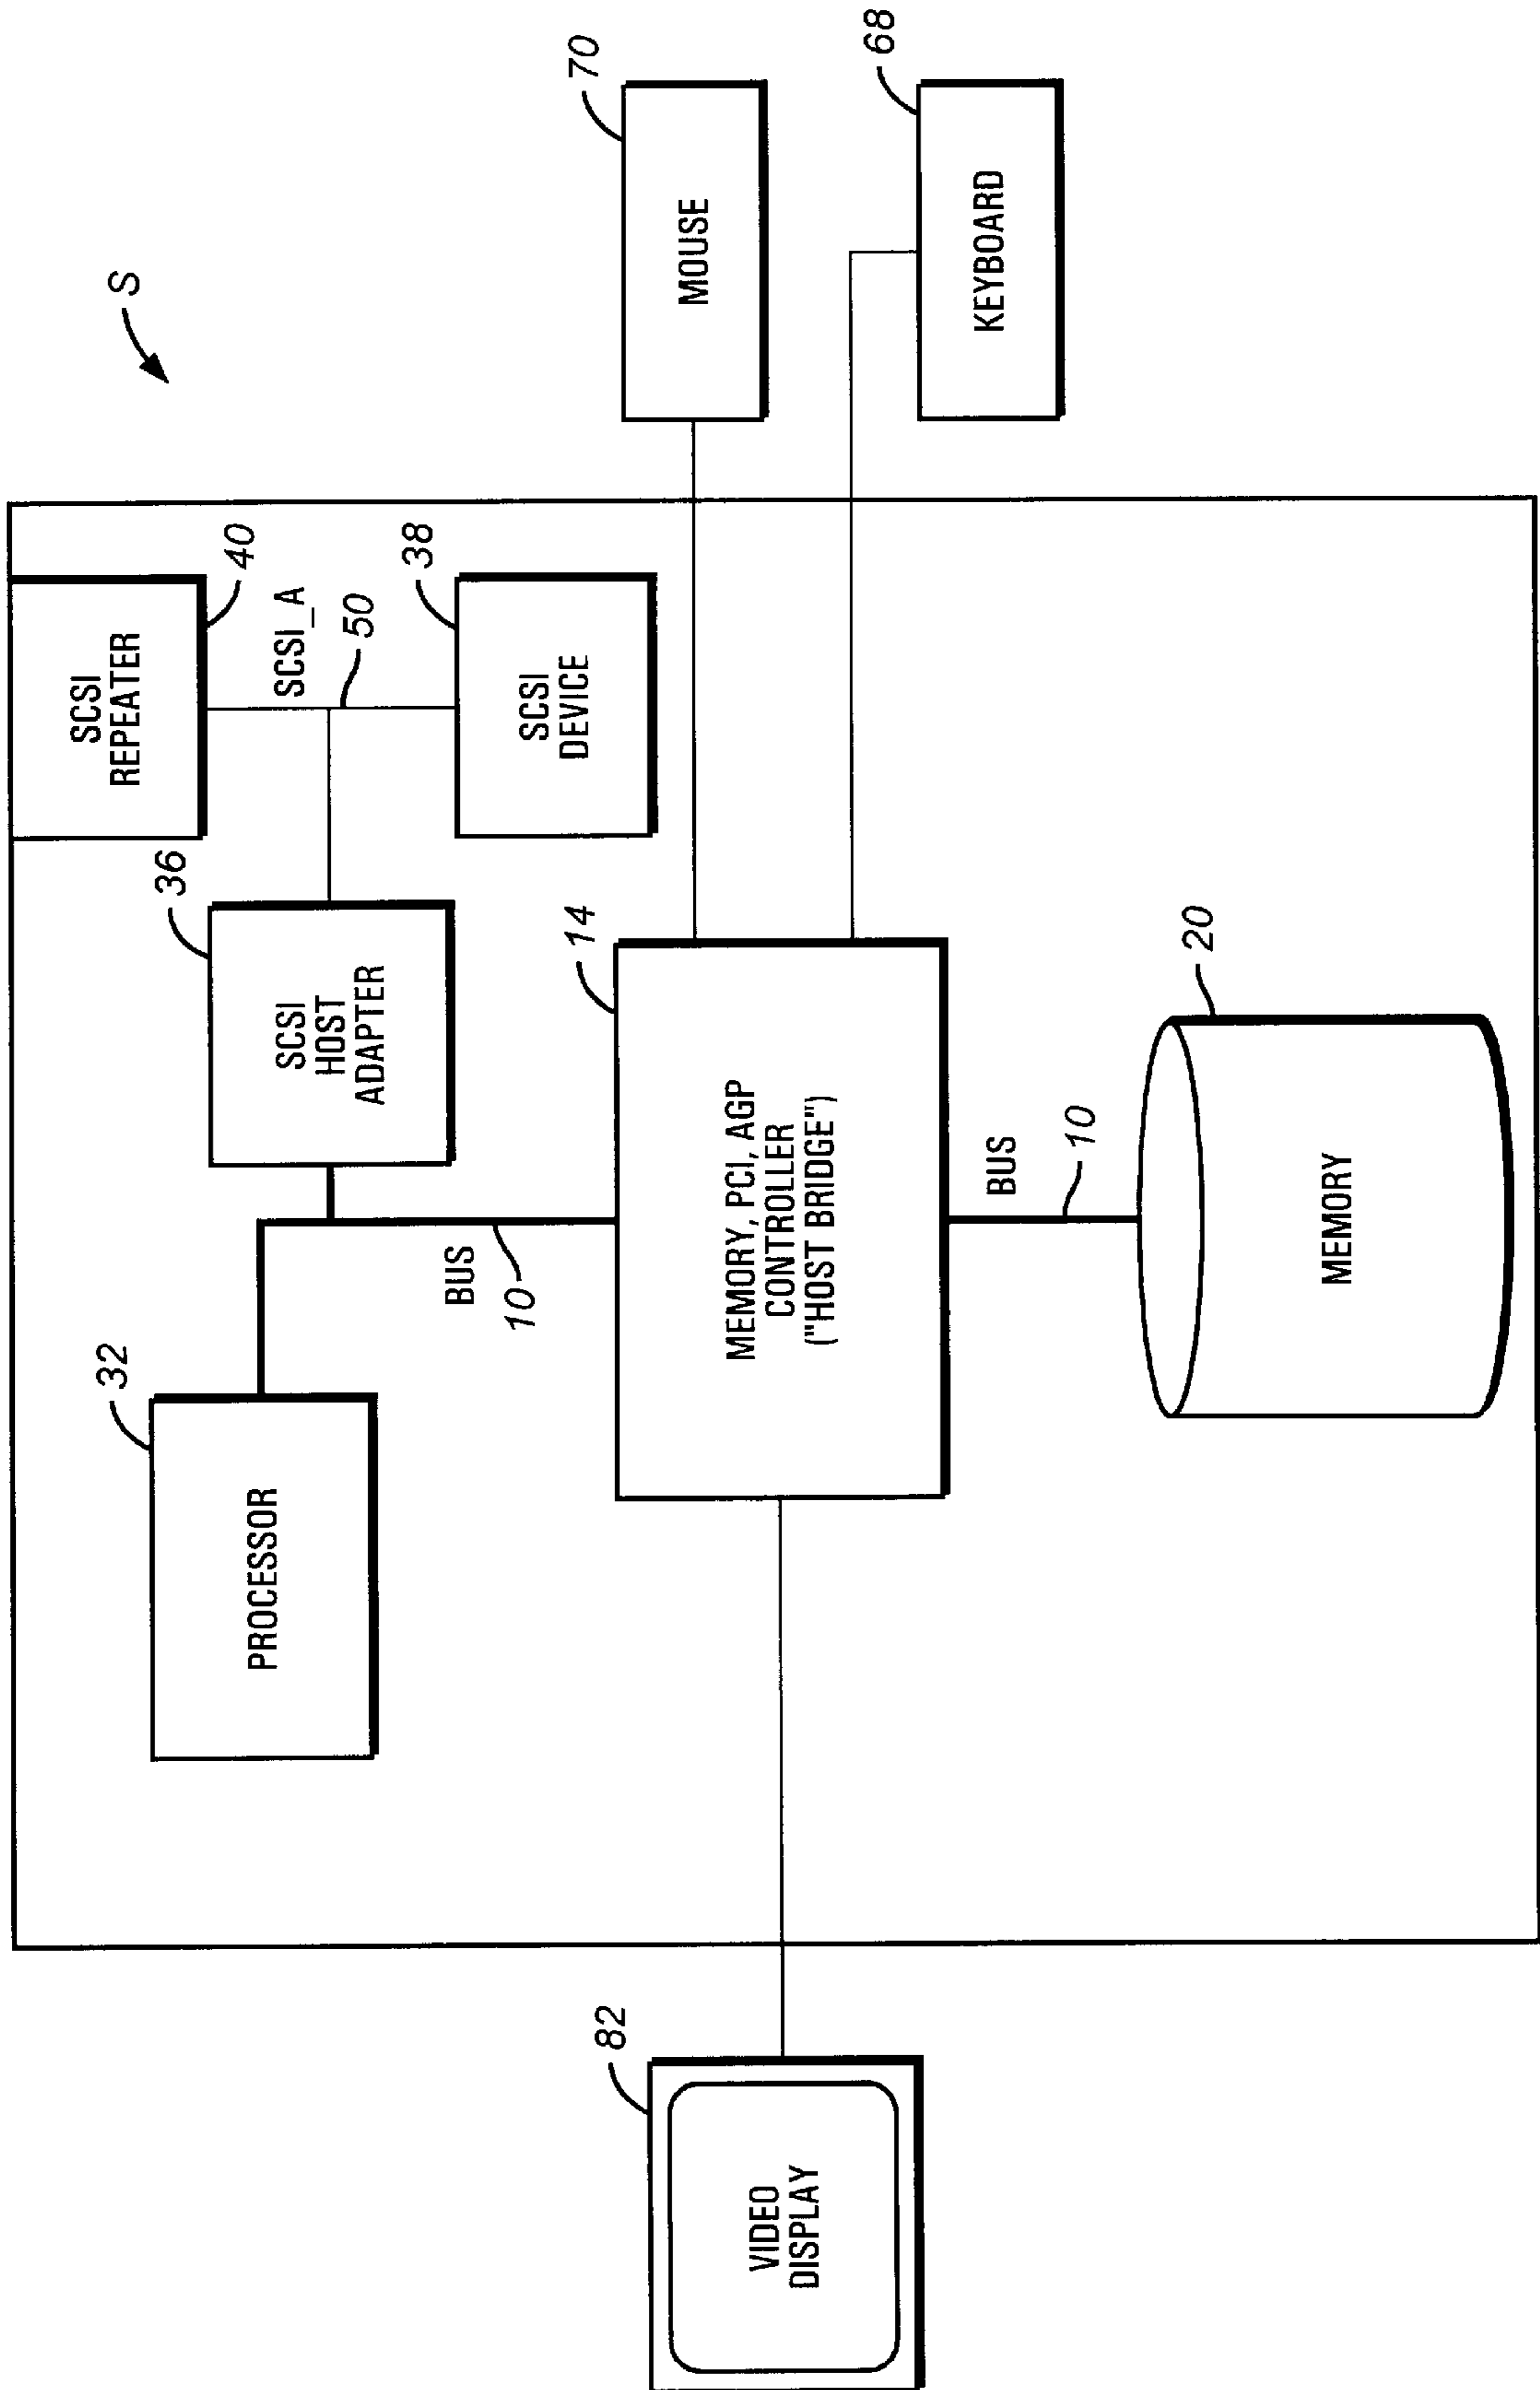 S
82
VIDEO
DISPLAY
32
PROCESSOR
BUS
10
36
SCSI
HOST
ADAPTER
SCSI
REPEATER
40
SCSI_A
50
38
SCSI
DEVICE
14
MEMORY, PCI, AGP
CONTROLLER
("HOST BRIDGE")
BUS
10
20
MEMORY
70
MOUSE
68
KEYBOARD